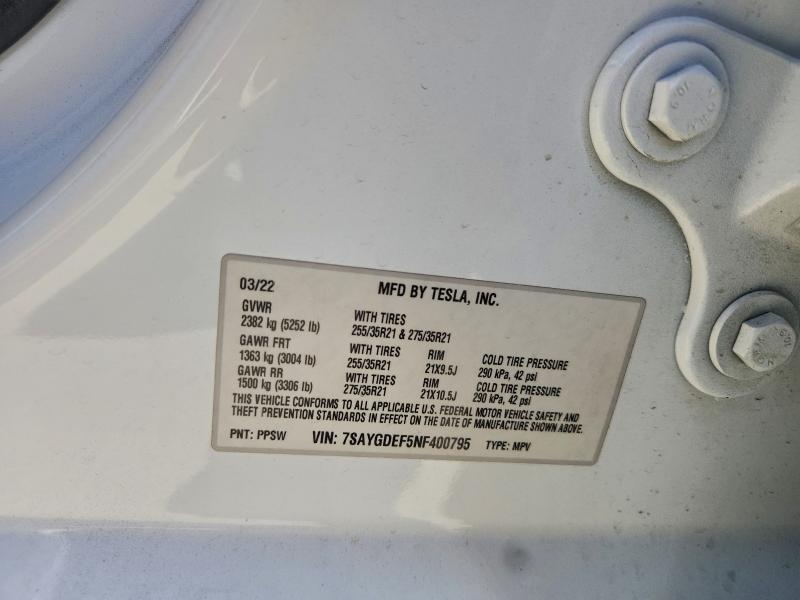 03/22 MFD BY TESLA, INC.
GVWR
2382 kg (5252 lb) WITH TIRES
255/35R21 & 275/35R21
GAWR FRT
1363 kg (3004 lb) WITH TIRES
255/35R21 RIM
21X9.5J COLD TIRE PRESSURE
290 kPa, 42 psi
GAWR RR
1500 kg (3306 lb) WITH TIRES
275/35R21 RIM
21X10.5J COLD TIRE PRESSURE
290 kPa, 42 psi
THIS VEHICLE CONFORMS TO ALL APPLICABLE U.S. FEDERAL MOTOR VEHICLE SAFETY AND
THEFT PREVENTION STANDARDS IN EFFECT ON THE DATE OF MANUFACTURE SHOWN ABOVE.
PNT: PPSW VIN: 7SAYGDEF5NF400795 TYPE: MPV
10.9